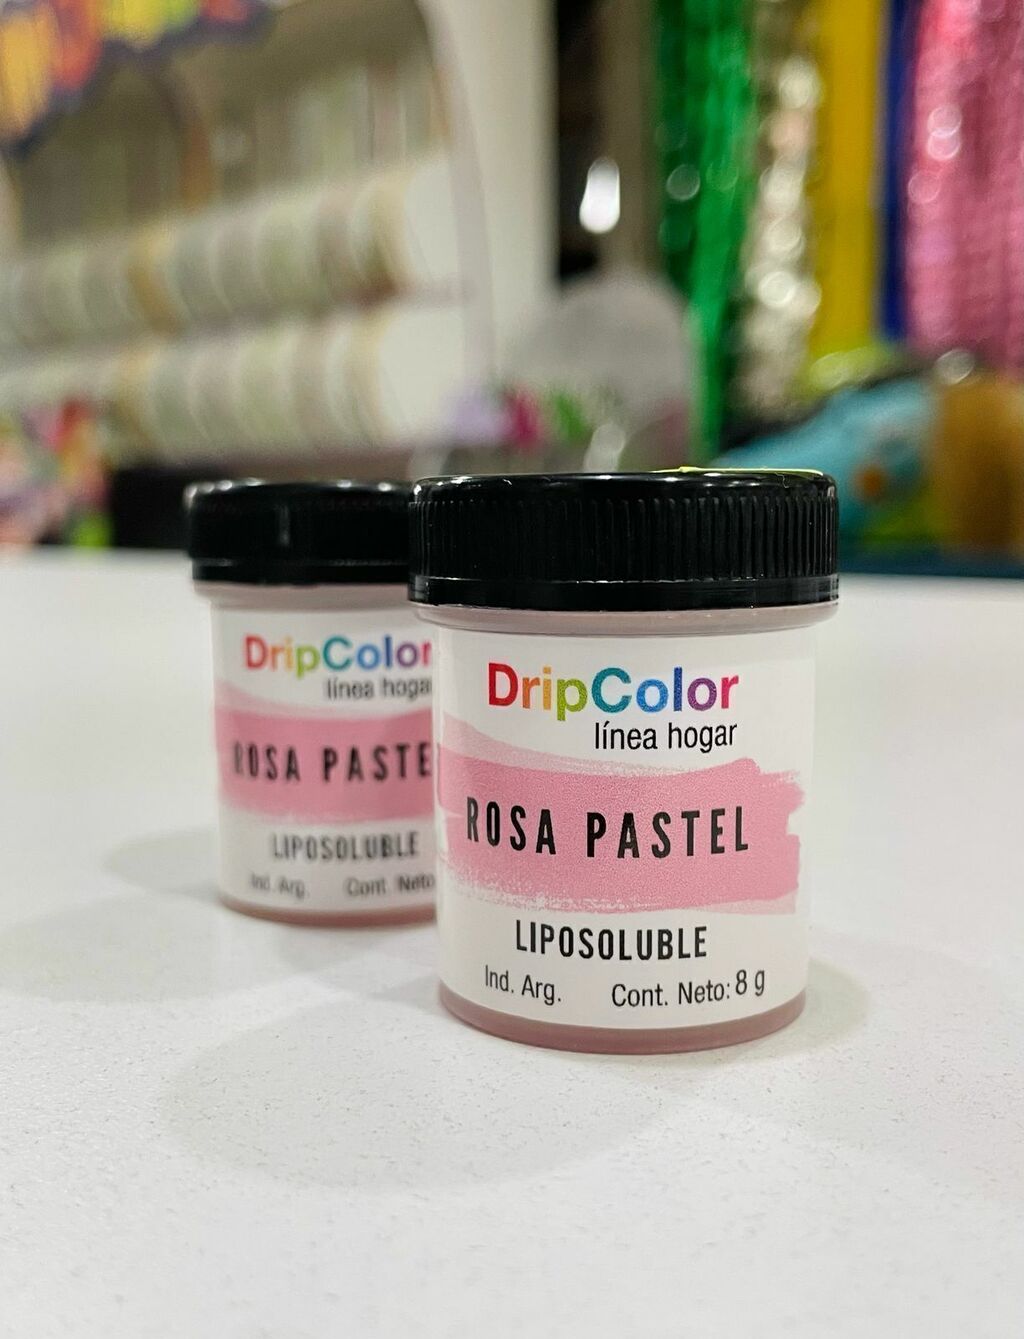 DripColor
línea hogar
ROSA PASTEL
LIPOSOLUBLE
Ind. Arg. Cont. Neto: 8 g
DripColor
línea hogar
ROSA PASTE
LIPOSOLUBLE
Ind. Arg. Cont. Neto